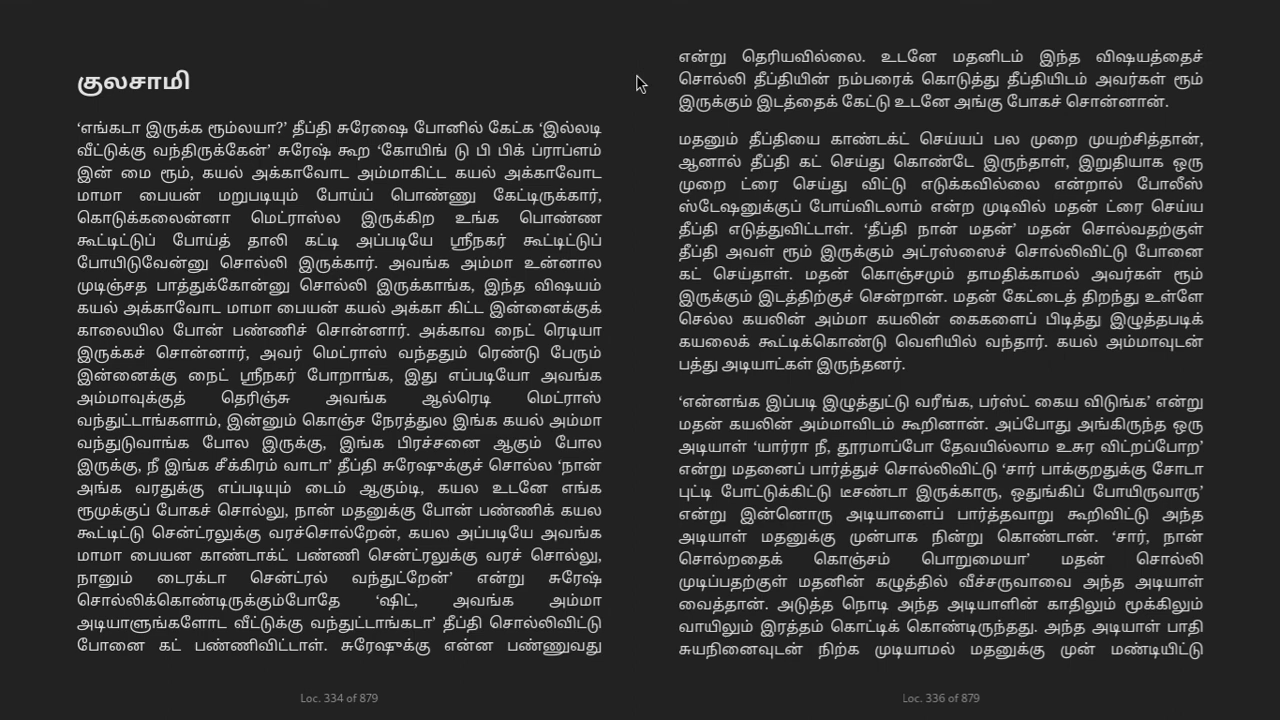 குலசாமி
‘எங்கடா இருக்க ரூம்லயா?’ தீப்தி சுரேஷை போனில் கேட்க ‘இல்லடி
வீட்டுக்கு வந்திருக்கேன்’ சுரேஷ் கூற ‘கோயிங் டு பி பிக் ப்ராப்ளம்
இன் மை ரூம், கயல் அக்காவோட அம்மாகிட்ட கயல் அக்காவோட
மாமா பையன் மறுபடியும் போய்ப் பொண்ணு கேட்டிருக்கார்,
கொடுக்கலைன்னா மெட்ராஸ்ல இருக்கிற உங்க பொண்ண
கூட்டிட்டுப் போய்த் தாலி கட்டி அப்படியே ஸ்ரீநகர் கூட்டிட்டுப்
போயிடுவேன்னு சொல்லி இருக்கார். அவங்க அம்மா உன்னால
முடிஞ்சத பாத்துக்கோன்னு சொல்லி இருக்காங்க, இந்த விஷயம்
கயல் அக்காவோட மாமா பையன் கயல் அக்கா கிட்ட இன்னைக்குக்
காலையில போன் பண்ணிச் சொன்னார். அக்காவ நைட் ரெடியா
இருக்கச் சொன்னார், அவர் மெட்ராஸ் வந்ததும் ரெண்டு பேரும்
இன்னைக்கு நைட் ஸ்ரீநகர் போறாங்க, இது எப்படியோ அவங்க
அம்மாவுக்குத் தெரிஞ்சு அவங்க ஆல்ரெடி மெட்ராஸ்
வந்துட்டாங்களாம், இன்னும் கொஞ்ச நேரத்துல இங்க கயல் அம்மா
வந்துடுவாங்க போல இருக்கு, இங்க பிரச்சனை ஆகும் போல
இருக்கு, நீ இங்க சீக்கிரம் வாடா’ தீப்தி சுரேஷுக்குச் சொல்ல ‘நான்
அங்க வரதுக்கு எப்படியும் டைம் ஆகும்டி, கயல உடனே எங்க
ரூமுக்குப் போகச் சொல்லு, நான் மதனுக்கு போன் பண்ணிக் கயல
கூட்டிட்டு சென்ட்ரலுக்கு வரச்சொல்றேன், கயல அப்படியே அவங்க
மாமா பையன காண்டாக்ட் பண்ணி சென்ட்ரலுக்கு வரச் சொல்லு,
நானும் டைரக்டா சென்ட்ரல் வந்துட்றேன்’ என்று சுரேஷ்
சொல்லிக்கொண்டிருக்கும்போதே ‘ஷிட், அவங்க அம்மா
அடியாளுங்களோட வீட்டுக்கு வந்துட்டாங்கடா’ தீப்தி சொல்லிவிட்டு
போனை கட் பண்ணிவிட்டாள். சுரேஷுக்கு என்ன பண்ணுவது
Loc. 334 of 879
என்று தெரியவில்லை. உடனே மதனிடம் இந்த விஷயத்தைச்
சொல்லி தீப்தியின் நம்பரைக் கொடுத்து தீப்தியிடம் அவர்கள் ரூம்
இருக்கும் இடத்தைக் கேட்டு உடனே அங்கு போகச் சொன்னான்.
மதனும் தீப்தியை காண்டக்ட் செய்யப் பல முறை முயற்சித்தான்,
ஆனால் தீப்தி கட் செய்து கொண்டே இருந்தாள், இறுதியாக ஒரு
முறை ட்ரை செய்து விட்டு எடுக்கவில்லை என்றால் போலீஸ்
ஸ்டேஷனுக்குப் போய்விடலாம் என்ற முடிவில் மதன் ட்ரை செய்ய
தீப்தி எடுத்துவிட்டாள். ‘தீப்தி நான் மதன்’ மதன் சொல்வதற்குள்
தீப்தி அவள் ரூம் இருக்கும் அட்ரஸ்ஸைச் சொல்லிவிட்டு போனை
கட் செய்தாள். மதன் கொஞ்சமும் தாமதிக்காமல் அவர்கள் ரூம்
இருக்கும் இடத்திற்குச் சென்றான். மதன் கேட்டைத் திறந்து உள்ளே
செல்ல கயலின் அம்மா கயலின் கைகளைப் பிடித்து இழுத்தபடிக்
கயலைக் கூட்டிக்கொண்டு வெளியில் வந்தார். கயல் அம்மாவுடன்
பத்து அடியாட்கள் இருந்தனர்.
‘என்னங்க இப்படி இழுத்துட்டு வரீங்க, பர்ஸ்ட் கைய விடுங்க’ என்று
மதன் கயலின் அம்மாவிடம் கூறினான். அப்போது அங்கிருந்த ஒரு
அடியாள் ‘யார்ரா நீ, தூரமாப்போ தேவயில்லாம உசுர விட்றப்போற’
என்று மதனைப் பார்த்துச் சொல்லிவிட்டு ‘சார் பாக்குறதுக்கு சோடா
புட்டி போட்டுக்கிட்டு டீசண்டா இருக்காரு, ஒதுங்கிப் போயிருவாரு’
என்று இன்னொரு அடியாளைப் பார்த்தவாறு கூறிவிட்டு அந்த
அடியாள் மதனுக்கு முன்பாக நின்று கொண்டான். ‘சார், நான்
சொல்றதைக் கொஞ்சம் பொறுமையா’ மதன் சொல்லி
முடிப்பதற்குள் மதனின் கழுத்தில் வீச்சருவாவை அந்த அடியாள்
வைத்தான். அடுத்த நொடி அந்த அடியாளின் காதிலும் மூக்கிலும்
வாயிலும் இரத்தம் கொட்டிக் கொண்டிருந்தது. அந்த அடியாள் பாதி
சுயநினைவுடன் நிற்க முடியாமல் மதனுக்கு முன் மண்டியிட்டு
Loc. 336 of 879